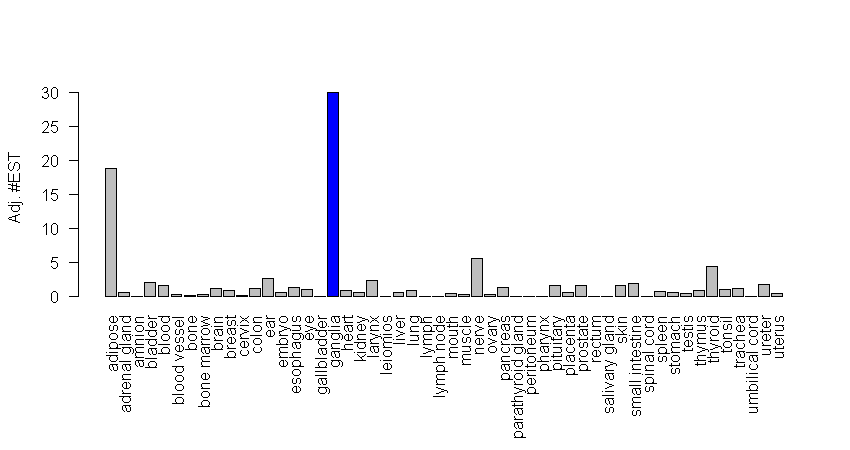 Adj. #EST
30
25
20
15
10
5
0
adipose
adrenal gland
amnion
bladder
blood
blood vessel
bone
bone marrow
brain
breast
cervix
colon
ear
embryo
esophagus
eye
gallbladder
ganglia
heart
kidney
larynx
leiomios
liver
lung
lymph
lymph node
mouth
muscle
nerve
ovary
pancreas
parathyroid gland
peritoneum
pharynx
pituitary
placenta
prostate
rectum
salivary gland
skin
small intestine
spinal cord
spleen
stomach
testis
thymus
thyroid
tonsil
trachea
umbilical cord
ureter
uterus